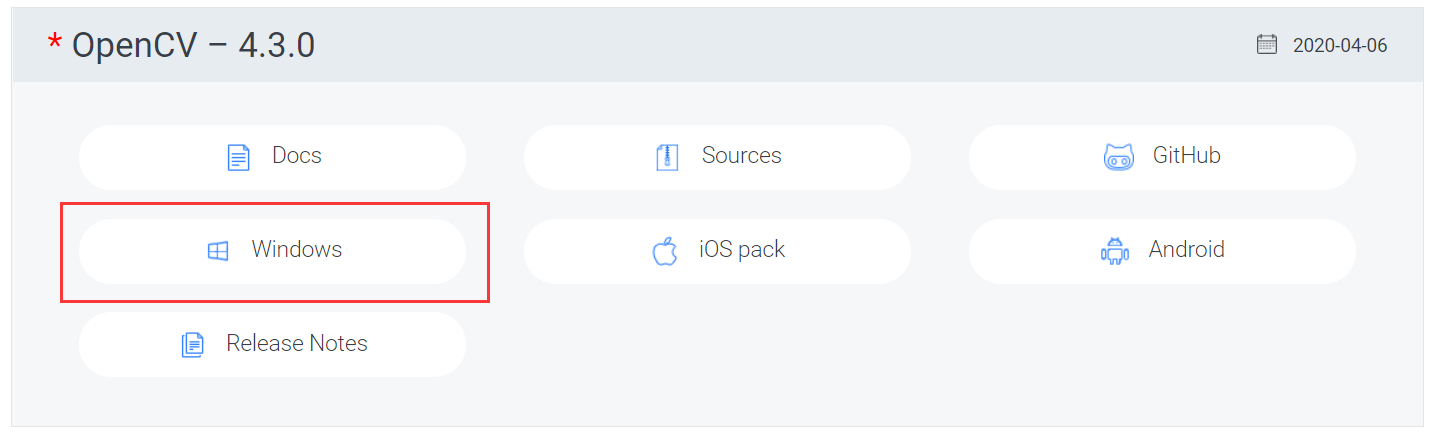 * OpenCV – 4.3.0
2020-04-06
Docs
Sources
GitHub
Windows
iOS pack
Android
Release Notes